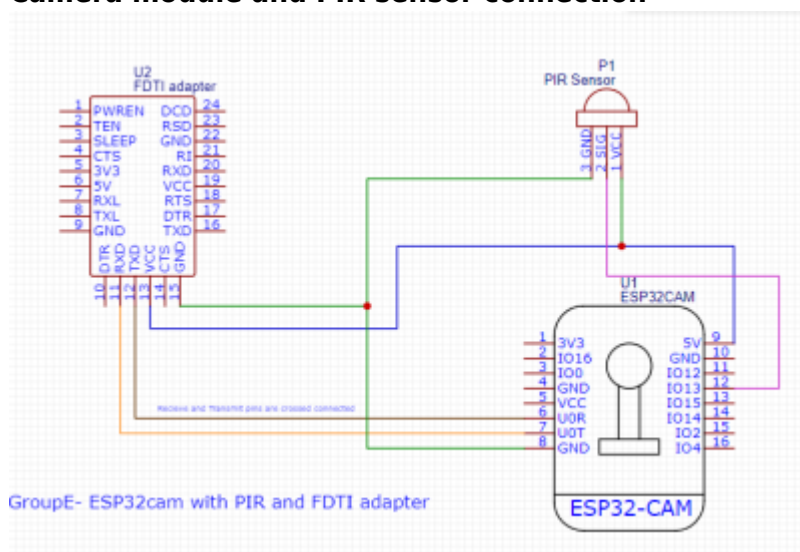 Camera module and PIR sensor connection
U2
FDTI adapter
1 PWREN DCD 24
2 TEN RSD 23
3 SLEEP GND 22
4 CTS RI 21
5 3V3 RXD 20
6 5V VCC 19
7 RXL RTS 18
8 TXL DTR 17
9 GND TXD 16
DTR RXD TXD VCC CTS GND
10 11 12 13 14 15
P1
PIR Sensor
3 GND
2 SIG
1 VCC
U1
ESP32CAM
1 3V3 5V 9
2 IO16 GND 10
3 IO0 IO12 11
4 GND IO13 12
5 VCC IO15 13
6 U0R IO14 14
7 U0T IO2 15
8 GND IO4 16
Recieve and Transmit pins are crossed connected
GroupE- ESP32cam with PIR and FDTI adapter
ESP32-CAM